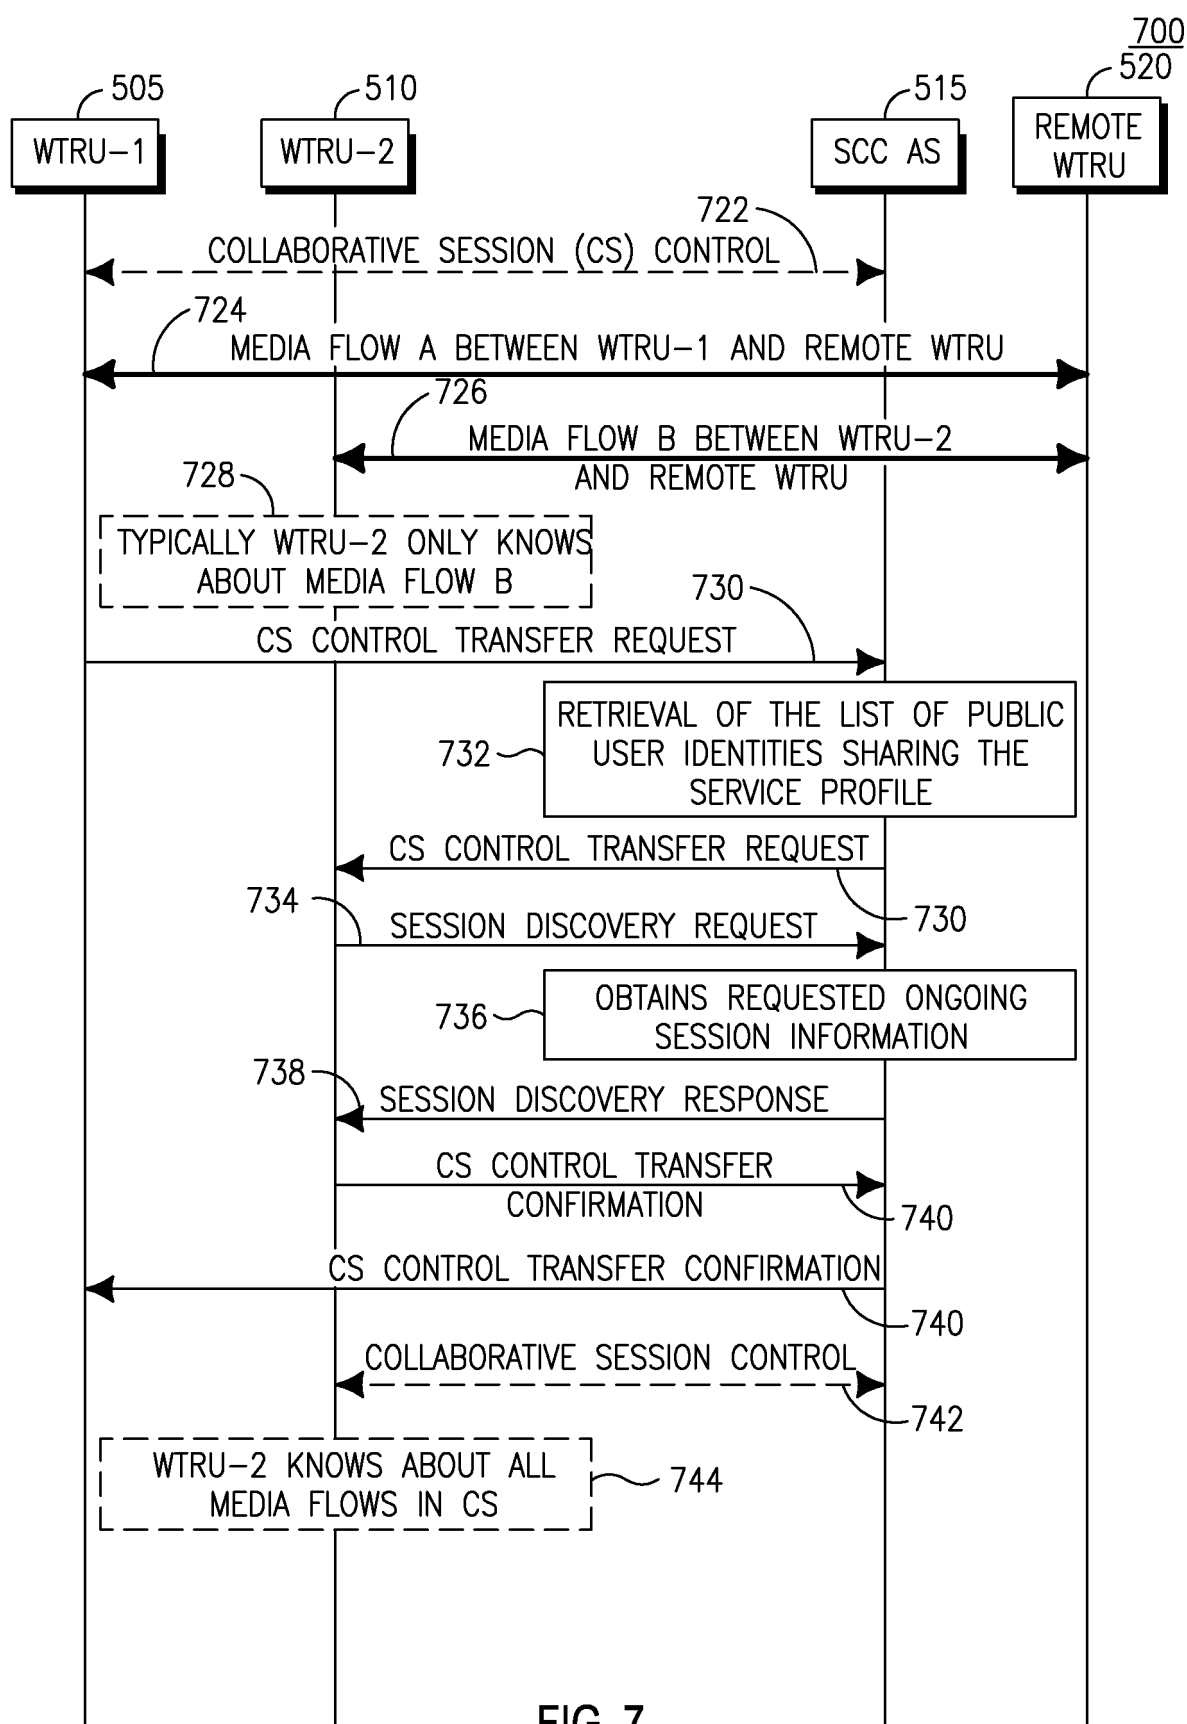 700
505
510
515
520
WTRU-1
WTRU-2
SCC AS
REMOTE
WTRU
722
COLLABORATIVE SESSION (CS) CONTROL
724
MEDIA FLOW A BETWEEN WTRU-1 AND REMOTE WTRU
726
MEDIA FLOW B BETWEEN WTRU-2
AND REMOTE WTRU
728
TYPICALLY WTRU-2 ONLY KNOWS
ABOUT MEDIA FLOW B
730
CS CONTROL TRANSFER REQUEST
732
RETRIEVAL OF THE LIST OF PUBLIC
USER IDENTITIES SHARING THE
SERVICE PROFILE
CS CONTROL TRANSFER REQUEST
730
734
SESSION DISCOVERY REQUEST
736
OBTAINS REQUESTED ONGOING
SESSION INFORMATION
738
SESSION DISCOVERY RESPONSE
CS CONTROL TRANSFER
CONFIRMATION
740
CS CONTROL TRANSFER CONFIRMATION
740
COLLABORATIVE SESSION CONTROL
742
WTRU-2 KNOWS ABOUT ALL
MEDIA FLOWS IN CS
744
FIG. 7